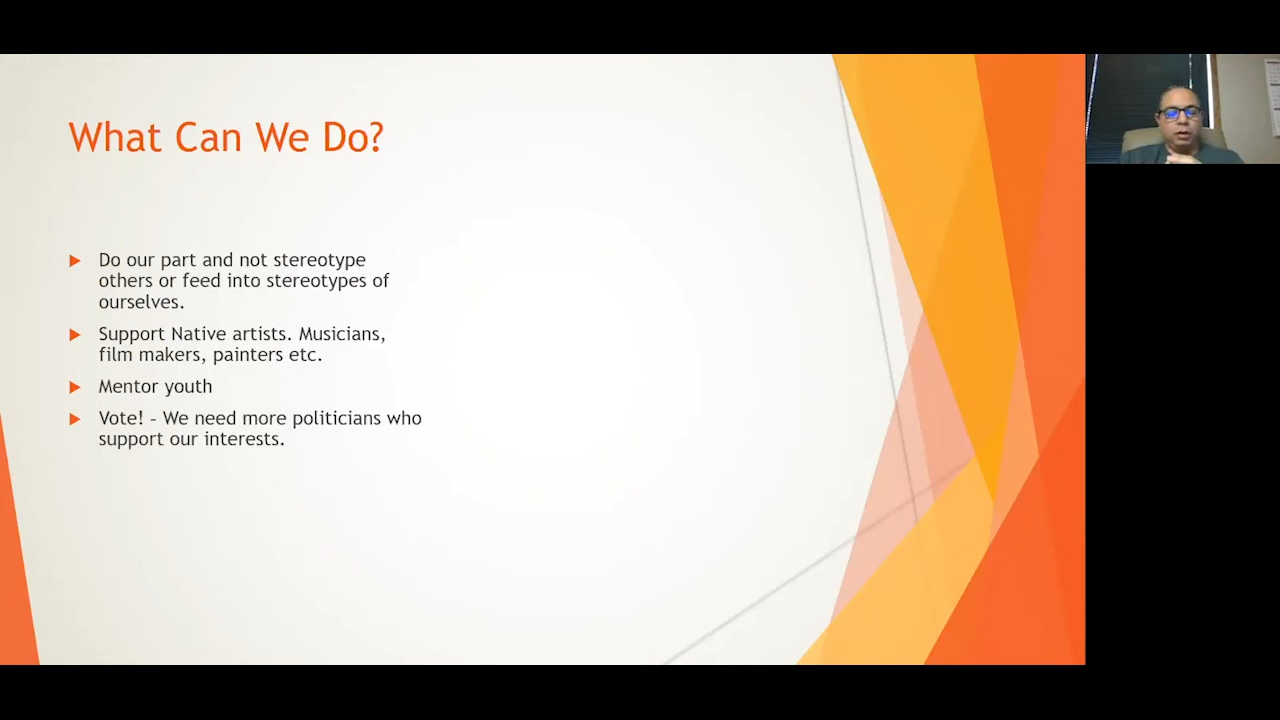 What Can We Do?
Do our part and not stereotype
others or feed into stereotypes of
ourselves.
Support Native artists. Musicians,
film makers, painters etc.
Mentor youth
Vote! - We need more politicians who
support our interests.